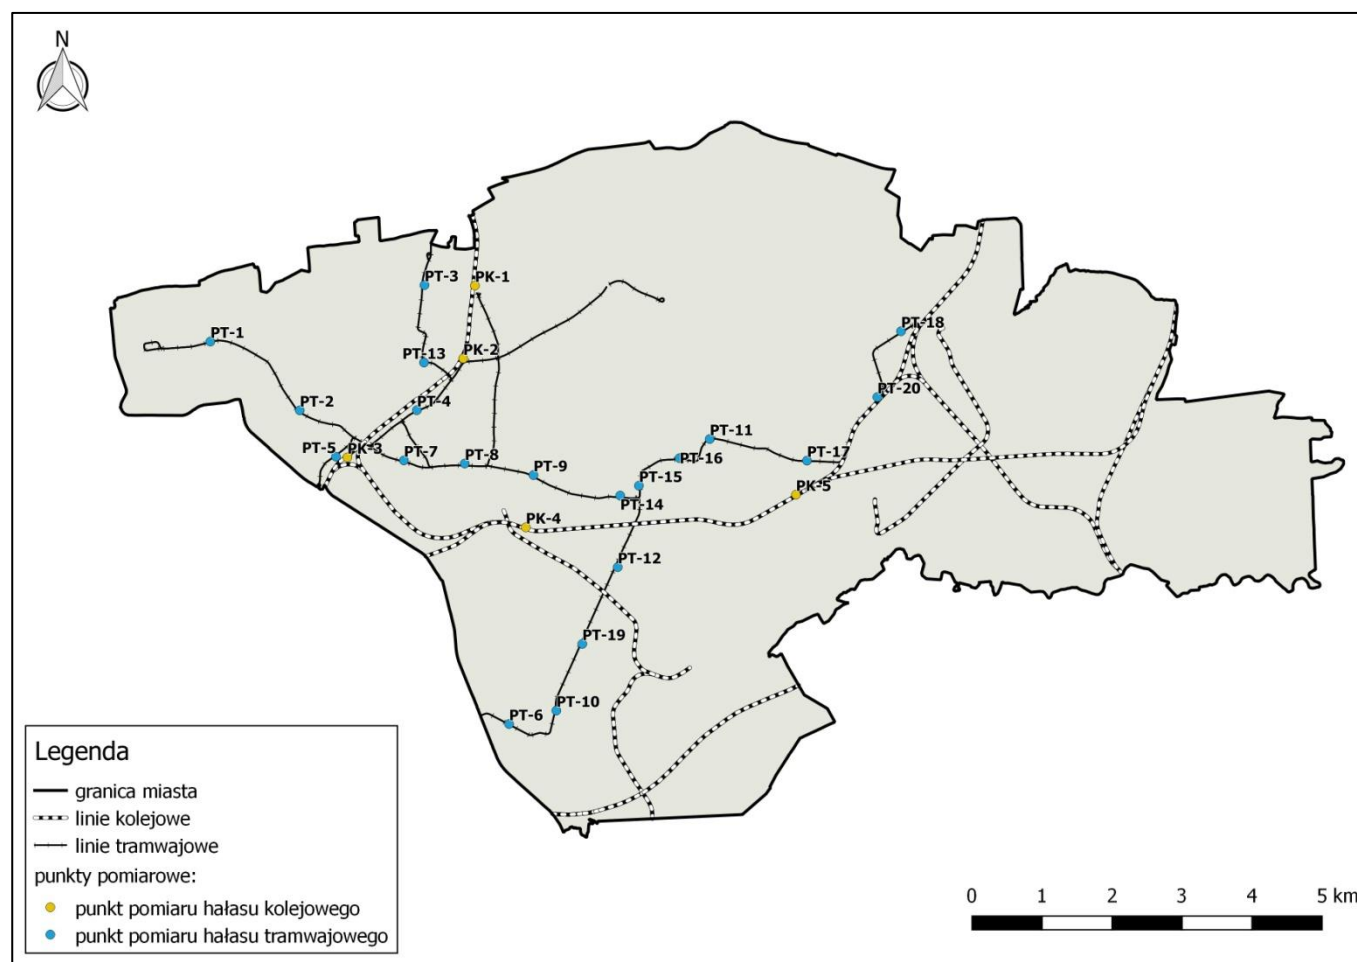 N
PT-3
PK-1
PT-18
PT-1
PT-13
PK-2
PT-20
PT-2
PT-4
PT-11
PT-5
PK-3
PT-7
PT-8
PT-16
PT-17
PT-9
PT-15
PK-5
PT-14
PK-4
PT-12
PT-19
PT-6
PT-10
Legenda
granica miasta
linie kolejowe
linie tramwajowe
punkty pomiarowe:
punkt pomiaru hałasu kolejowego
punkt pomiaru hałasu tramwajowego
0 1 2 3 4 5 km